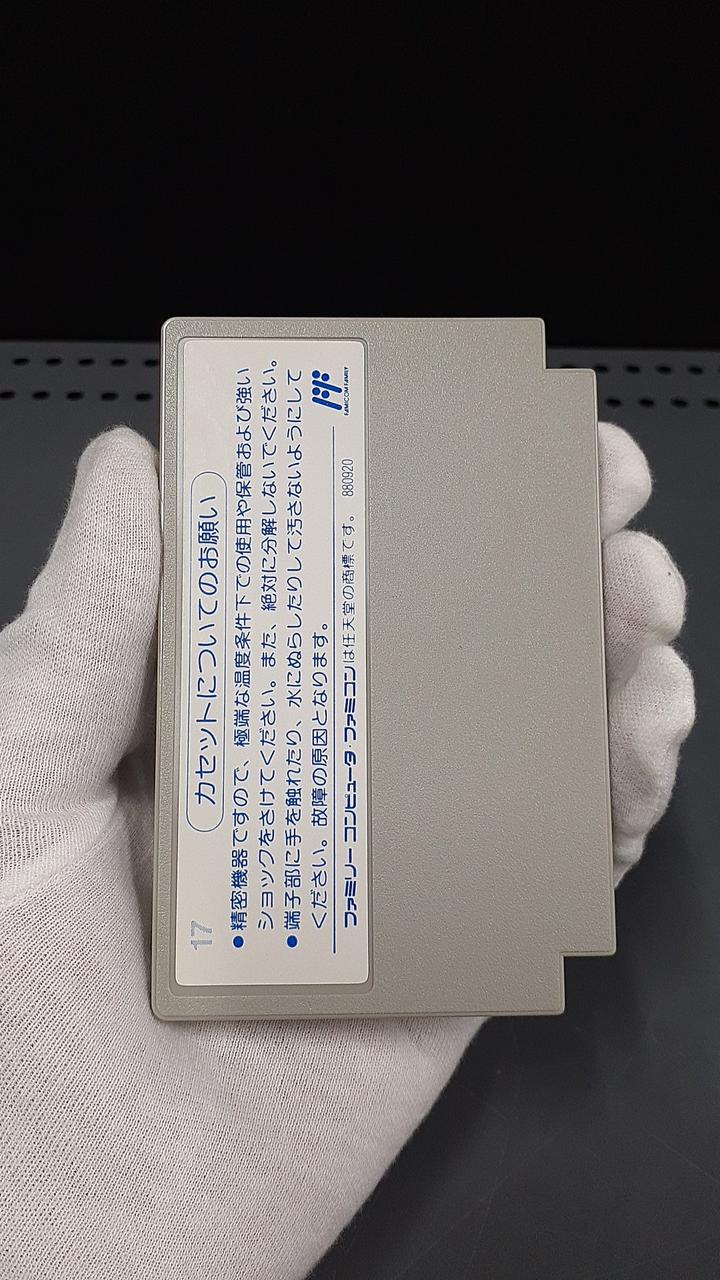 カセットについてのお願い
●精密機器ですので、極端な温度条件下での使用や保管および強い
ショックをさけてください。また、絶対に分解しないでください。
●端子部に手を触れたり、水にぬらしたりして汚さないようにして
ください。故障の原因となります。
ファミリー コンピュータ・ファミコンは任天堂の商標です。 880920
FAMICOM FAMILY
17